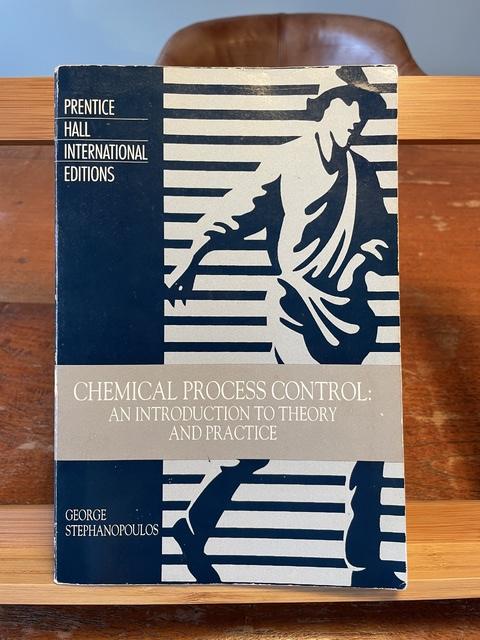 PRENTICE
HALL
INTERNATIONAL
EDITIONS
CHEMICAL PROCESS CONTROL:
AN INTRODUCTION TO THEORY
AND PRACTICE
GEORGE
STEPHANOPOULOS